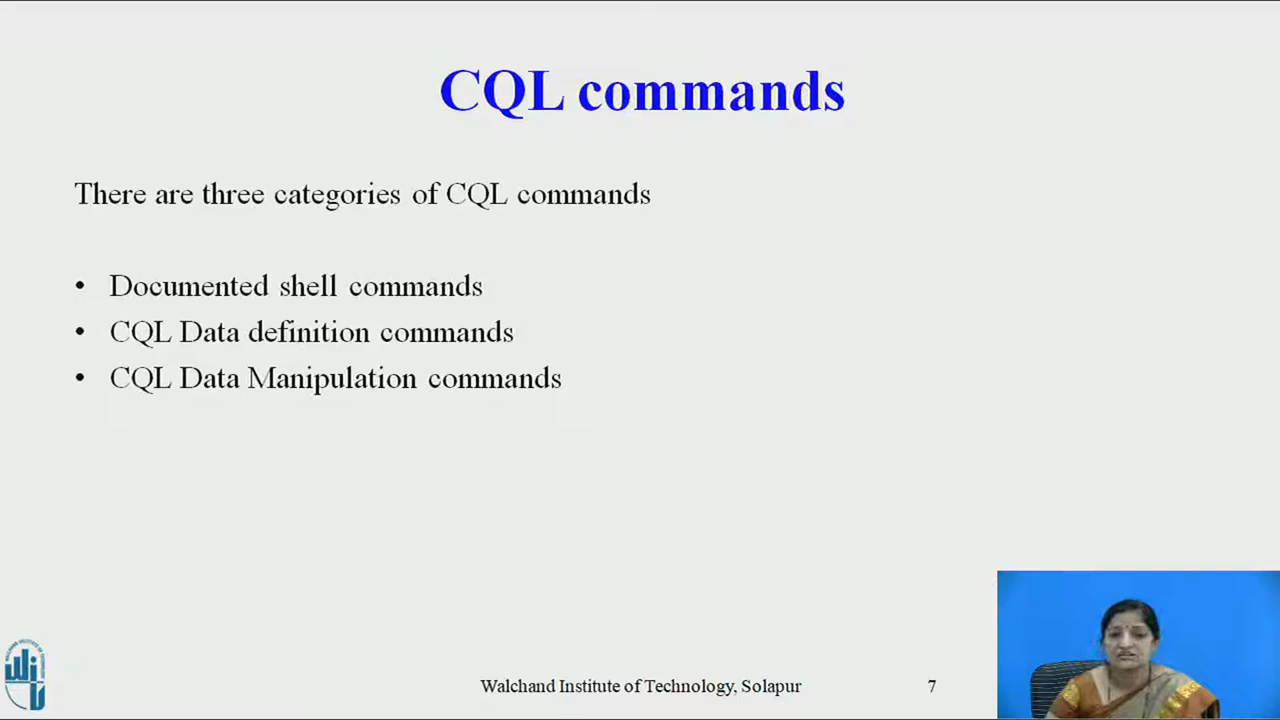 CQL commands
There are three categories of CQL commands
• Documented shell commands
• CQL Data definition commands
• CQL Data Manipulation commands
Walchand Institute of Technology, Solapur
7